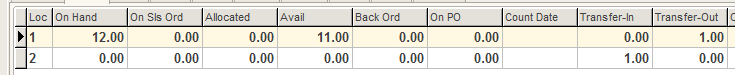 Loc On Hand On Sls Ord Allocated Avail Back Ord On PO Count Date Transfer-In Transfer-Out
1 12.00 0.00 0.00 11.00 0.00 0.00 0.00 1.00
2 0.00 0.00 0.00 0.00 0.00 0.00 1.00 0.00